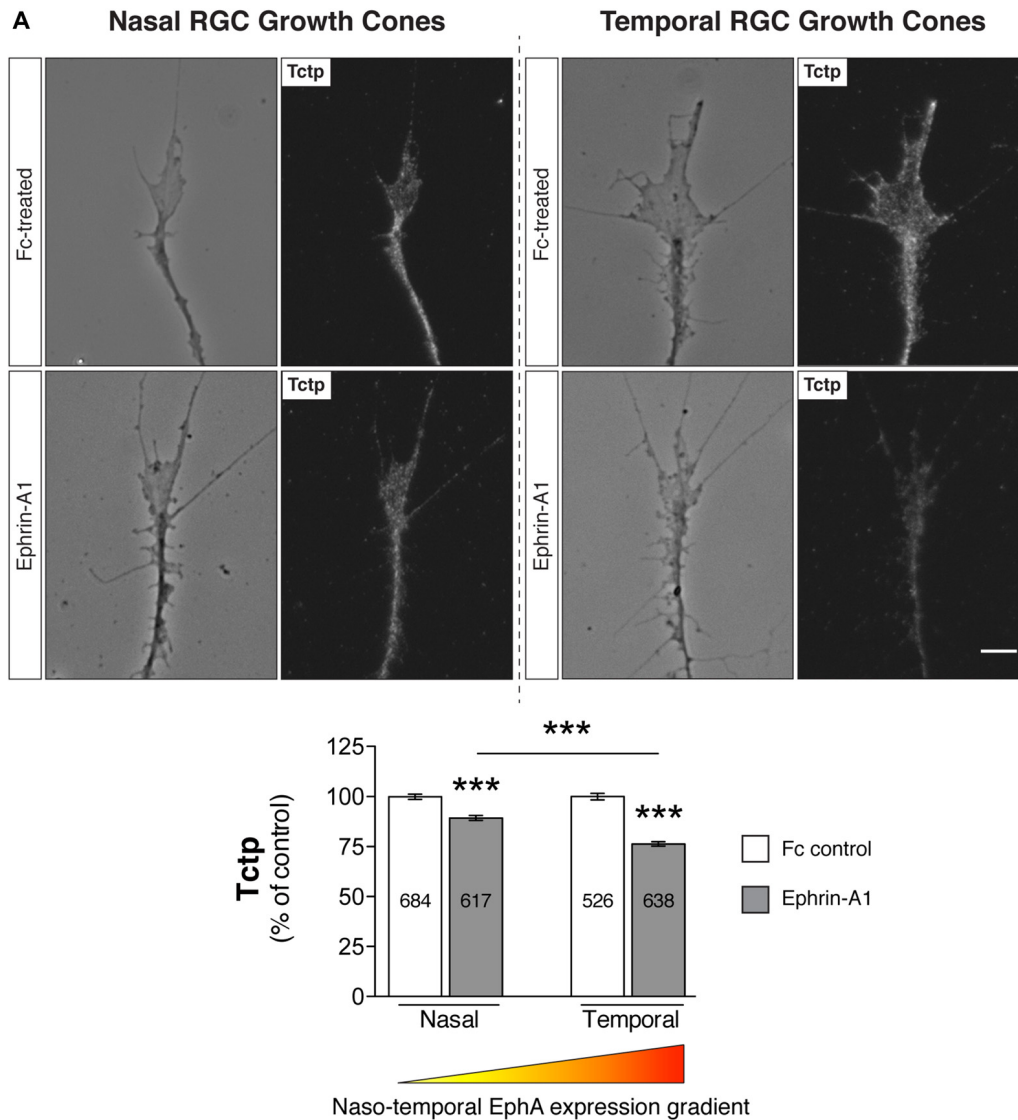 A
Nasal RGC Growth Cones
Temporal RGC Growth Cones
Fc-treated
Tctp
Fc-treated
Tctp
Ephrin-A1
Tctp
Ephrin-A1
Tctp
***
125
100
75
50
25
0
Tctp
(% of control)
***
***
684
617
526
638
Fc control
Ephrin-A1
Nasal
Temporal
Naso-temporal EphA expression gradient